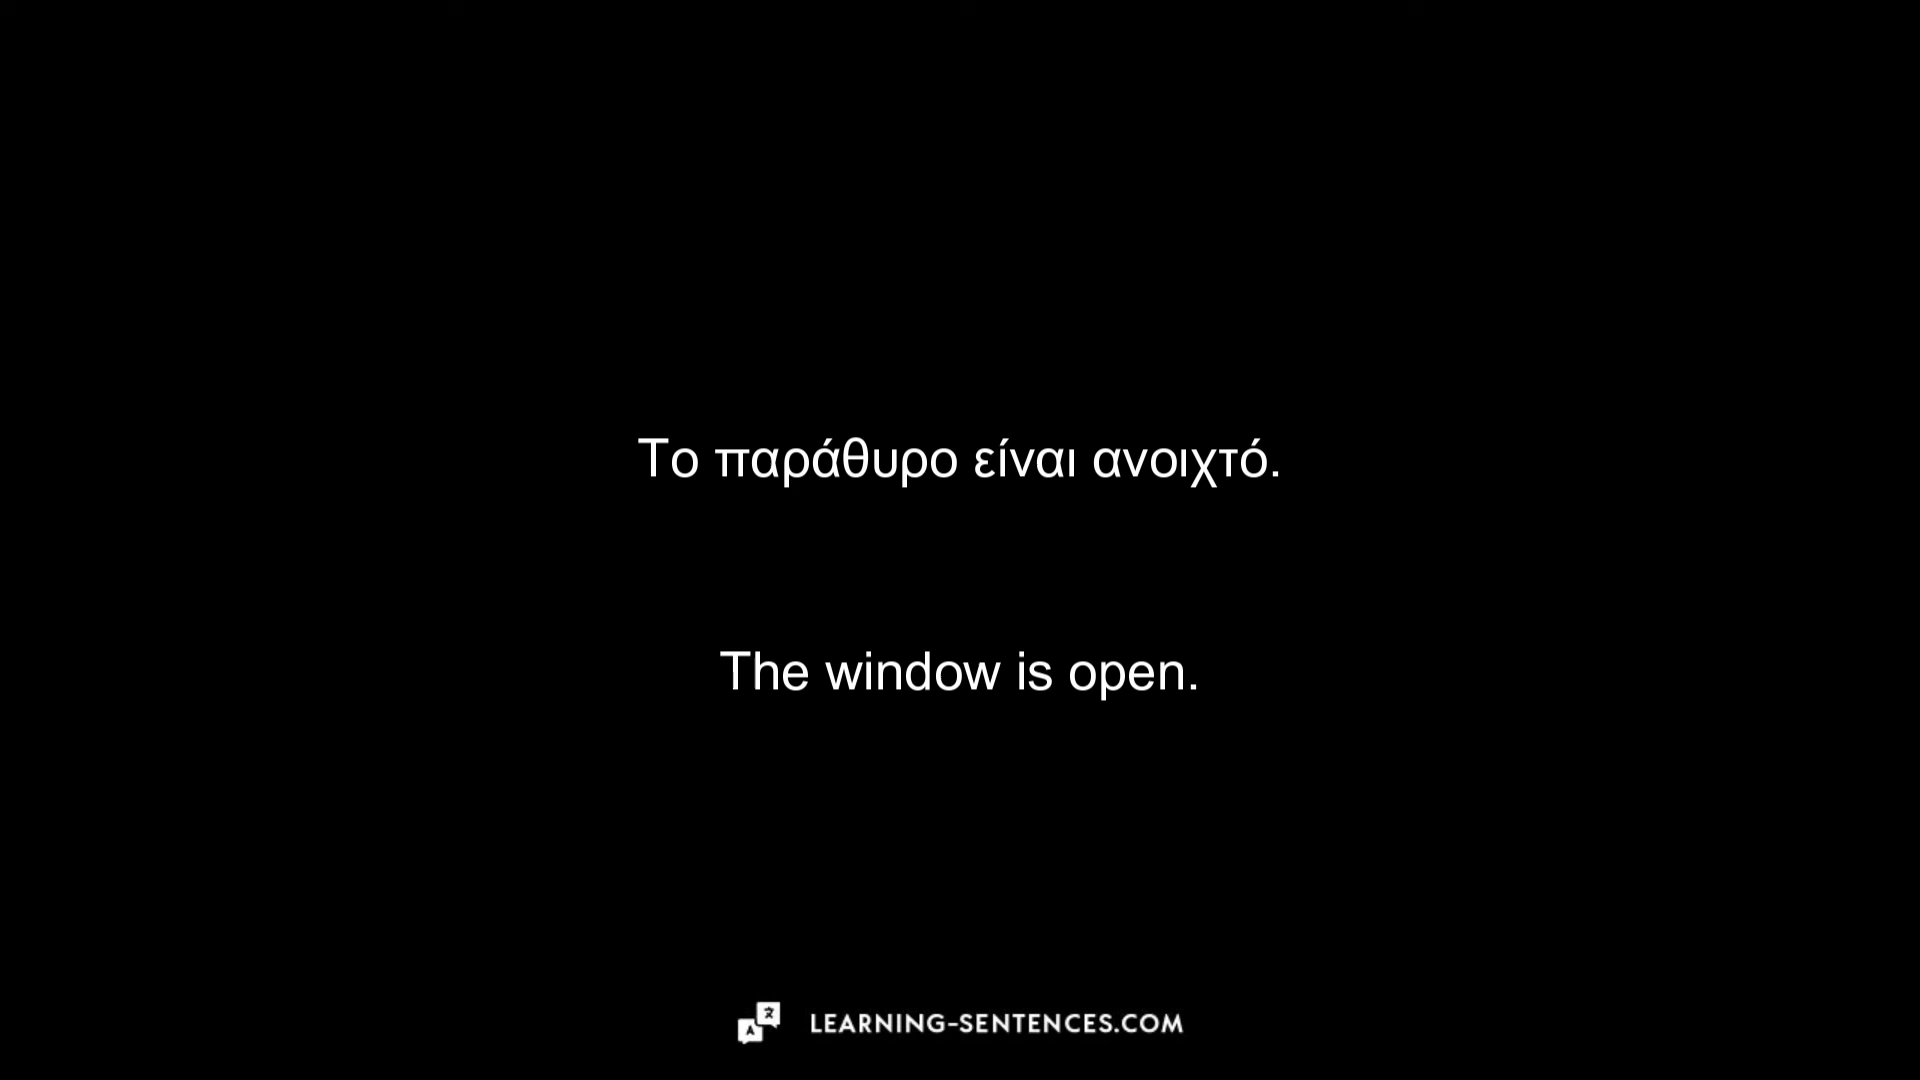 Το παράθυρο είναι ανοιχτό.
The window is open.
LEARNING-SENTENCES.COM